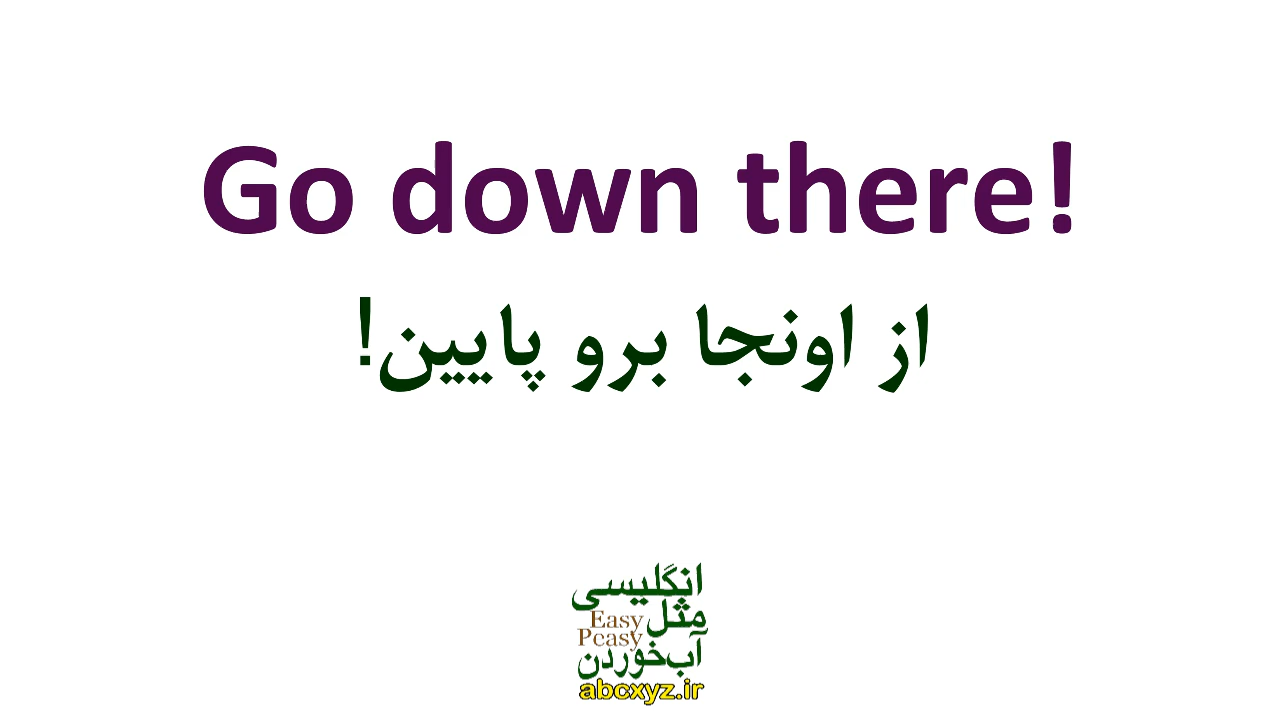 Go down there!
از اونجا برو پایین!
انگلیسی
مثل
Easy
Peasy
آب‌خوردن
abcxyz.ir